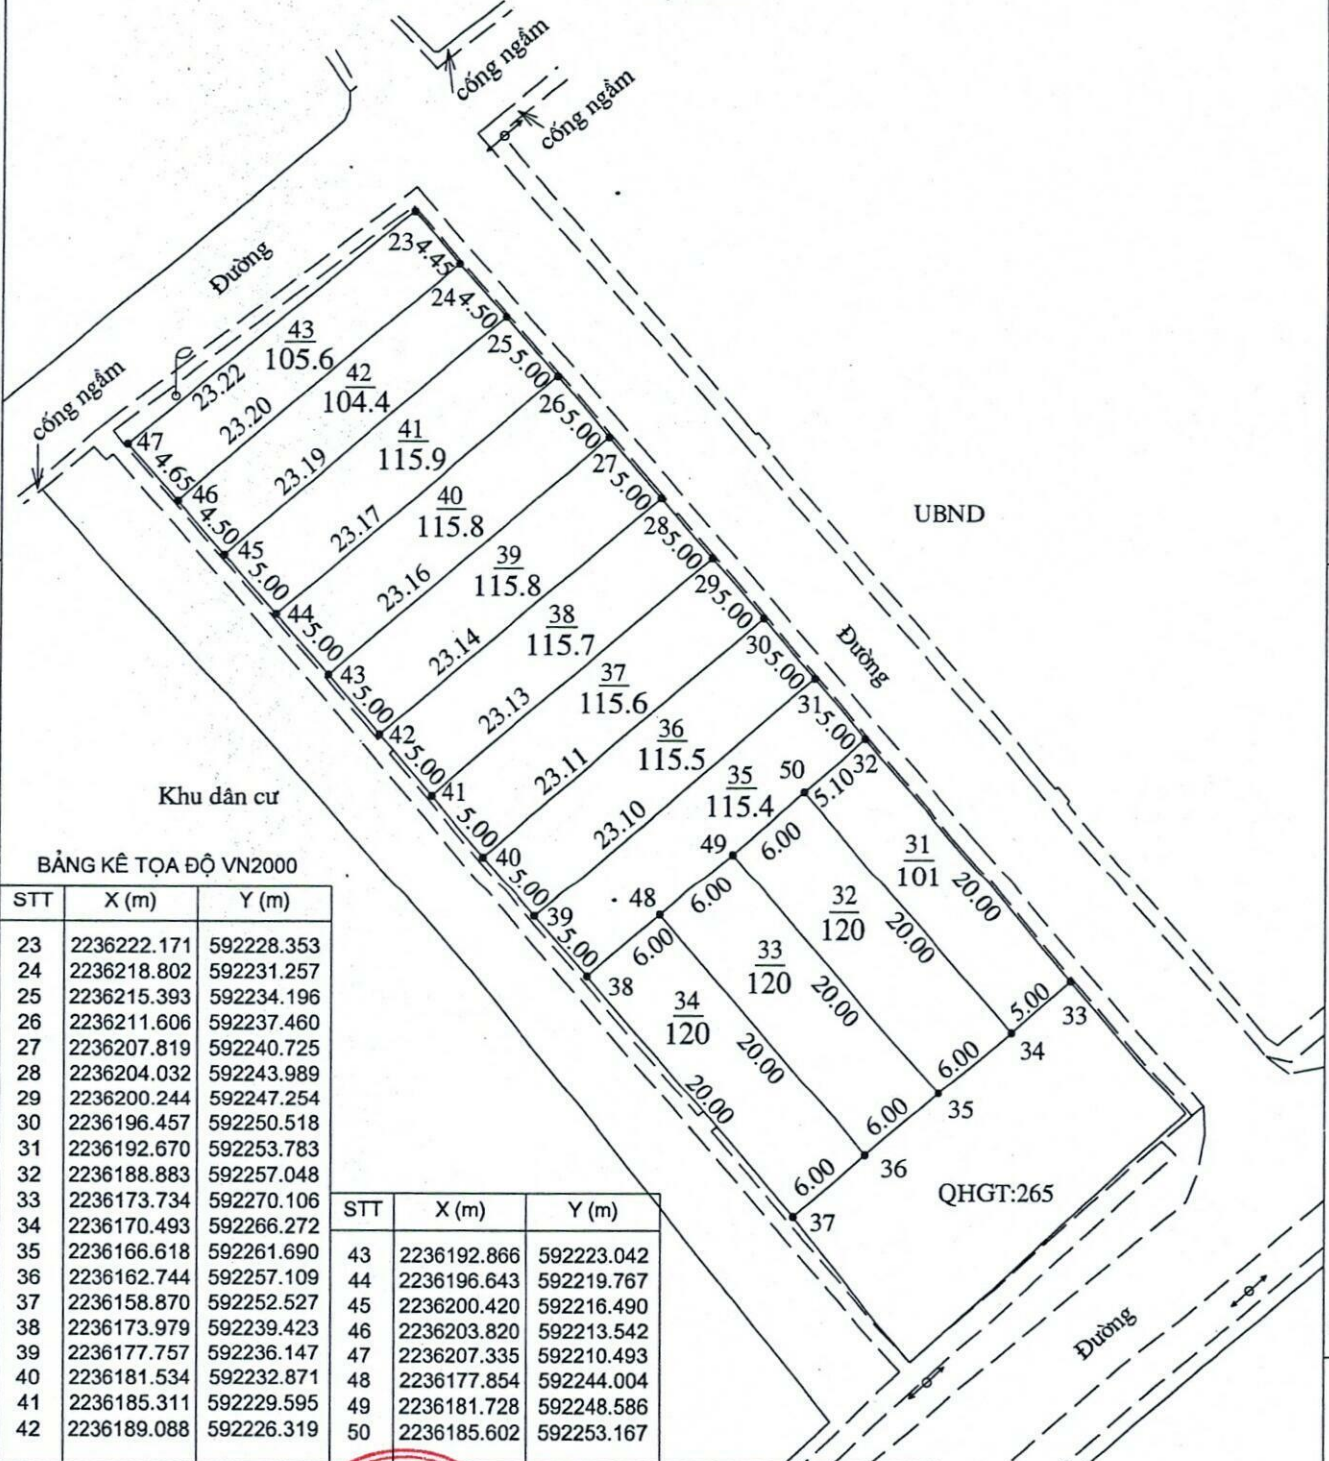 cống ngầm
cống ngầm
Đường
cống ngầm
23
4.45
24
4.50
25
5.00
26
5.00
27
5.00
28
5.00
29
5.00
30
5.00
31
5.00
32
43
105.6
23.22
42
104.4
23.20
41
115.9
23.19
40
115.8
23.17
39
115.8
23.16
38
115.7
23.14
37
115.6
23.13
36
115.5
23.11
35
115.4
23.10
47
4.65
46
4.50
45
5.00
44
5.00
43
5.00
42
5.00
41
5.00
40
5.00
39
5.00
38
UBND
Đường
Khu dân cư
50
5.10
49
6.00
48
6.00
6.00
31
101
20.00
32
120
20.00
33
120
20.00
34
120
20.00
20.00
33
5.00
34
6.00
35
6.00
36
6.00
37
QHGT:265
Đường
BẢNG KÊ TỌA ĐỘ VN2000
STT X (m) Y (m)
23 2236222.171 592228.353
24 2236218.802 592231.257
25 2236215.393 592234.196
26 2236211.606 592237.460
27 2236207.819 592240.725
28 2236204.032 592243.989
29 2236200.244 592247.254
30 2236196.457 592250.518
31 2236192.670 592253.783
32 2236188.883 592257.048
33 2236173.734 592270.106
34 2236170.493 592266.272
35 2236166.618 592261.690
36 2236162.744 592257.109
37 2236158.870 592252.527
38 2236173.979 592239.423
39 2236177.757 592236.147
40 2236181.534 592232.871
41 2236185.311 592229.595
42 2236189.088 592226.319
STT X (m) Y (m)
43 2236192.866 592223.042
44 2236196.643 592219.767
45 2236200.420 592216.490
46 2236203.820 592213.542
47 2236207.335 592210.493
48 2236177.854 592244.004
49 2236181.728 592248.586
50 2236185.602 592253.167